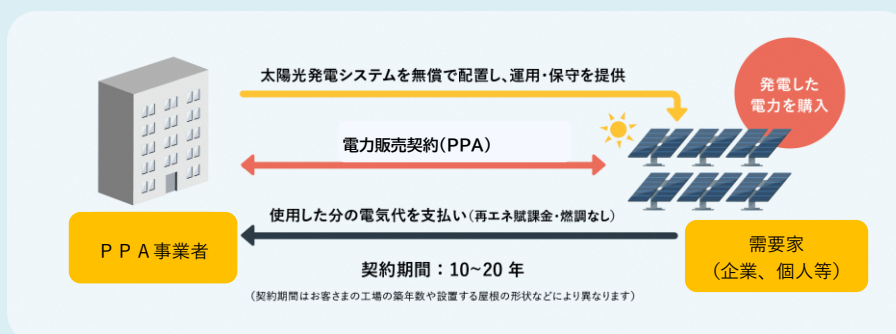 太陽光発電システムを無償で配置し、運用・保守を提供
発電した
電力を購入
電力販売契約(PPA)
使用した分の電気代を支払い(再エネ賦課金・燃調なし)
ＰＰＡ事業者
需要家
（企業、個人等）
契約期間：10~20 年
(契約期間はお客さまの工場の築年数や設置する屋根の形状などにより異なります)